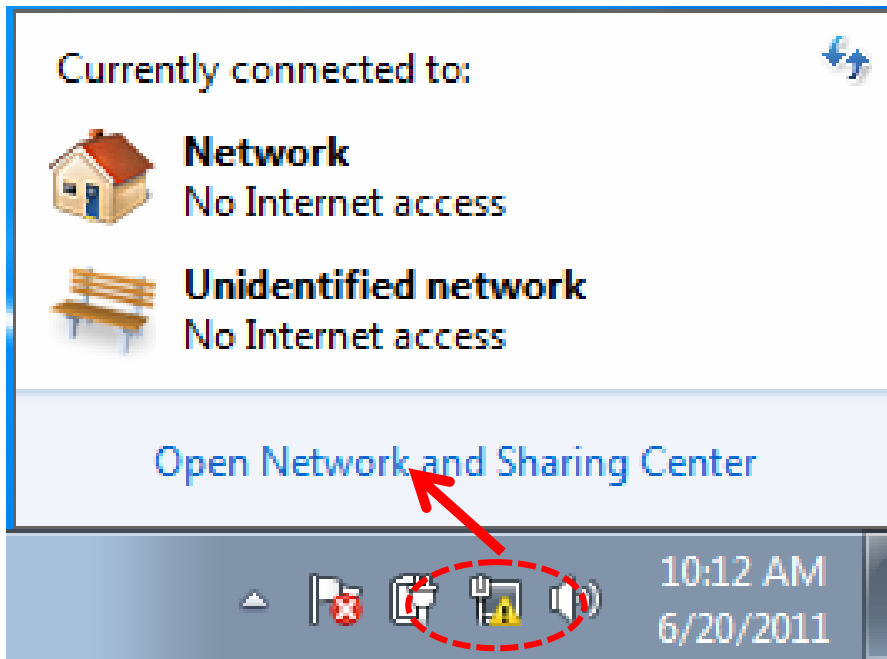 Currently connected to:
Network
No Internet access
Unidentified network
No Internet access
Open Network and Sharing Center
10:12 AM
6/20/2011